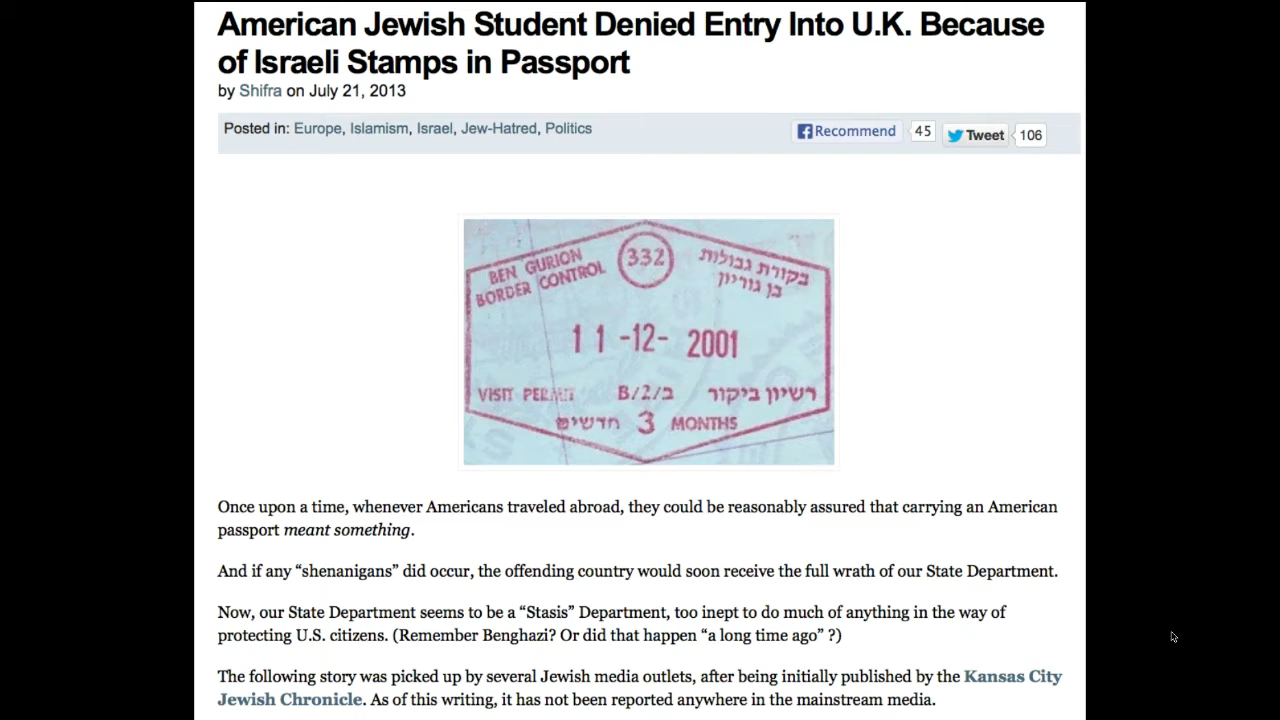 American Jewish Student Denied Entry Into U.K. Because
of Israeli Stamps in Passport
by Shifra on July 21, 2013
Posted in: Europe, Islamism, Israel, Jew-Hatred, Politics
Recommend 45 Tweet 106
BEN GURION
BORDER CONTROL
332
בקורת גבולות
בן גוריון
11-12-2001
VISIT PERMIT B/2/ב רשיון ביקור
חדשים 3 MONTHS
Once upon a time, whenever Americans traveled abroad, they could be reasonably assured that carrying an American
passport meant something.
And if any “shenanigans” did occur, the offending country would soon receive the full wrath of our State Department.
Now, our State Department seems to be a “Stasis” Department, too inept to do much of anything in the way of
protecting U.S. citizens. (Remember Benghazi? Or did that happen “a long time ago” ?)
The following story was picked up by several Jewish media outlets, after being initially published by the Kansas City
Jewish Chronicle. As of this writing, it has not been reported anywhere in the mainstream media.